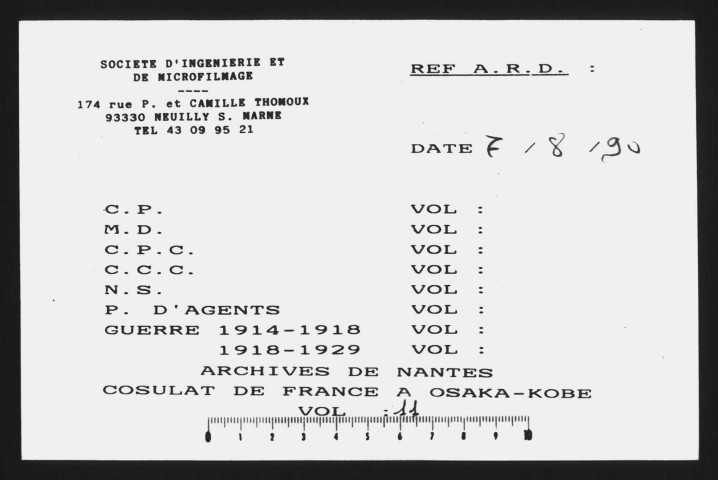 SOCIETE D'INGENIERIE ET
DE MICROFILMAGE
----
174 rue P. et CAMILLE THOMOUX
93330 NEUILLY S. MARNE
TEL 43 09 95 21
REF A.R.D. :
DATE 7 / 8 / 90
C.P. VOL :
M.D. VOL :
C.P.C. VOL :
C.C.C. VOL :
N.S. VOL :
P. D'AGENTS VOL :
GUERRE 1914-1918 VOL :
1918-1929 VOL :
ARCHIVES DE NANTES
COSULAT DE FRANCE A OSAKA-KOBE
VOL : 11
0 1 2 3 4 5 6 7 8 9 10